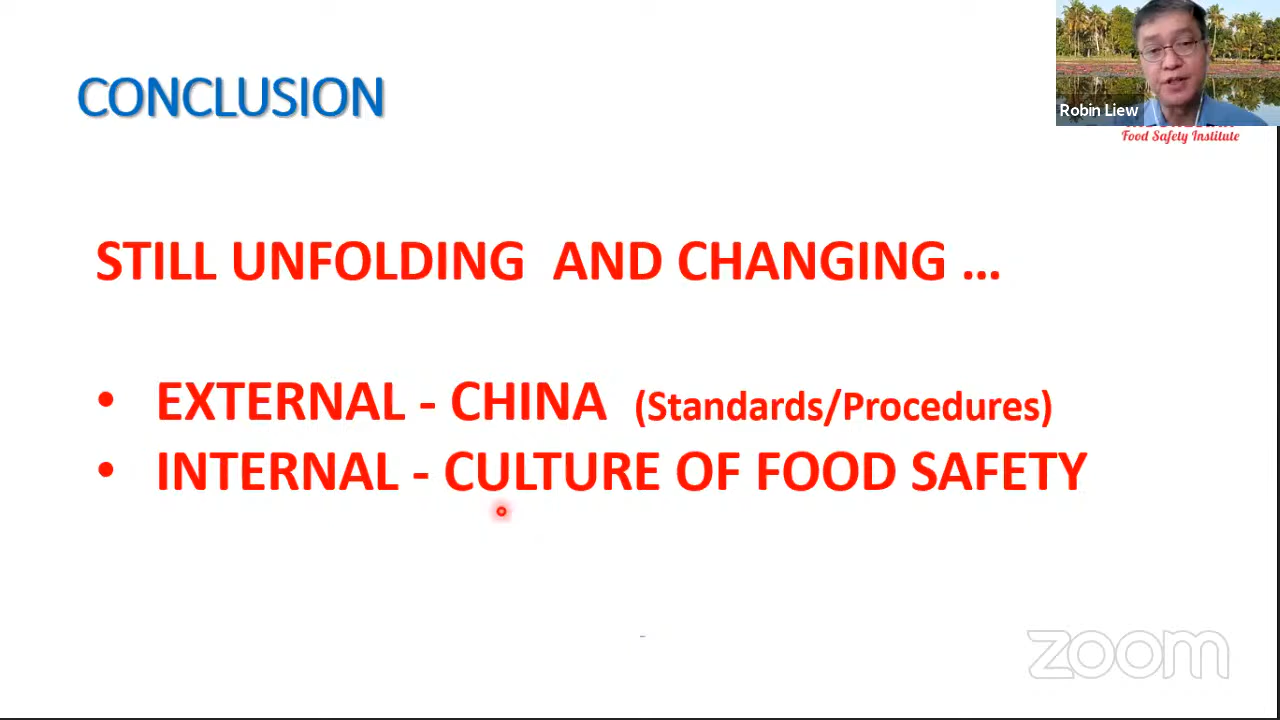 CONCLUSION
Robin Liew
Food Safety Institute
STILL UNFOLDING AND CHANGING ...
• EXTERNAL - CHINA (Standards/Procedures)
• INTERNAL - CULTURE OF FOOD SAFETY
zoom